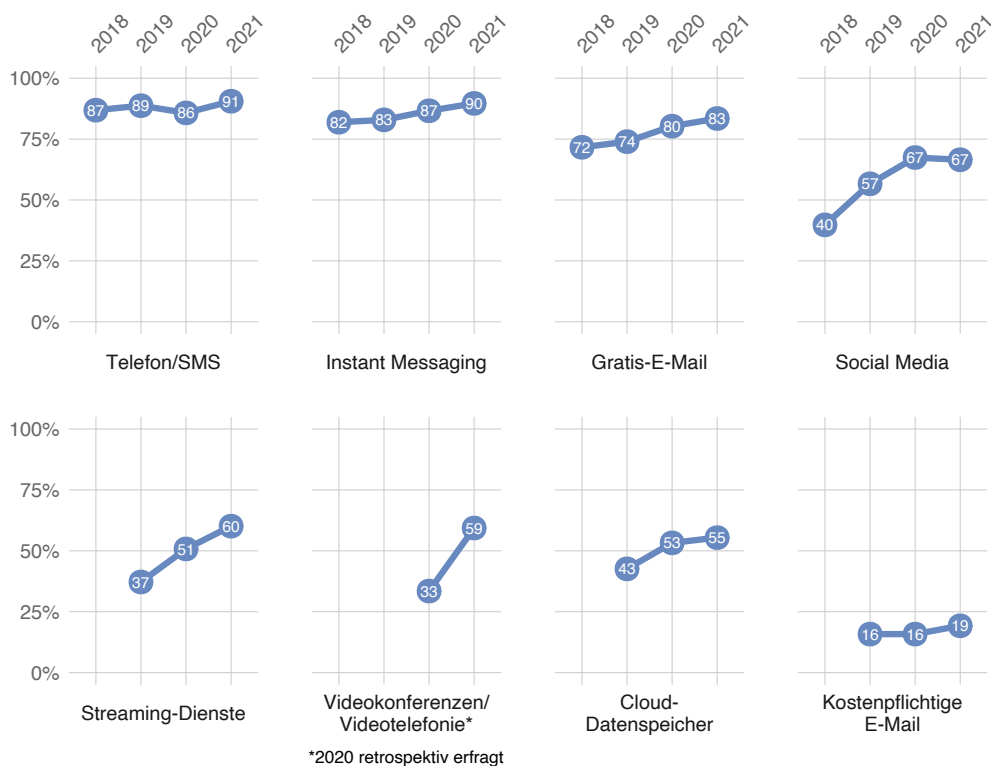 2018 2019 2020 2021 2018 2019 2020 2021 2018 2019 2020 2021 2018 2019 2020 2021
100%
75%
50%
25%
0%
87 89 86 91
82 83 87 90
72 74 80 83
40 57 67 67
Telefon/SMS Instant Messaging Gratis-E-Mail Social Media
100%
75%
50%
25%
0%
37 51 60
33 59
43 53 55
16 16 19
Streaming-Dienste
Videokonferenzen/
Videotelefonie*
Cloud-
Datenspeicher
Kostenpflichtige
E-Mail
*2020 retrospektiv erfragt